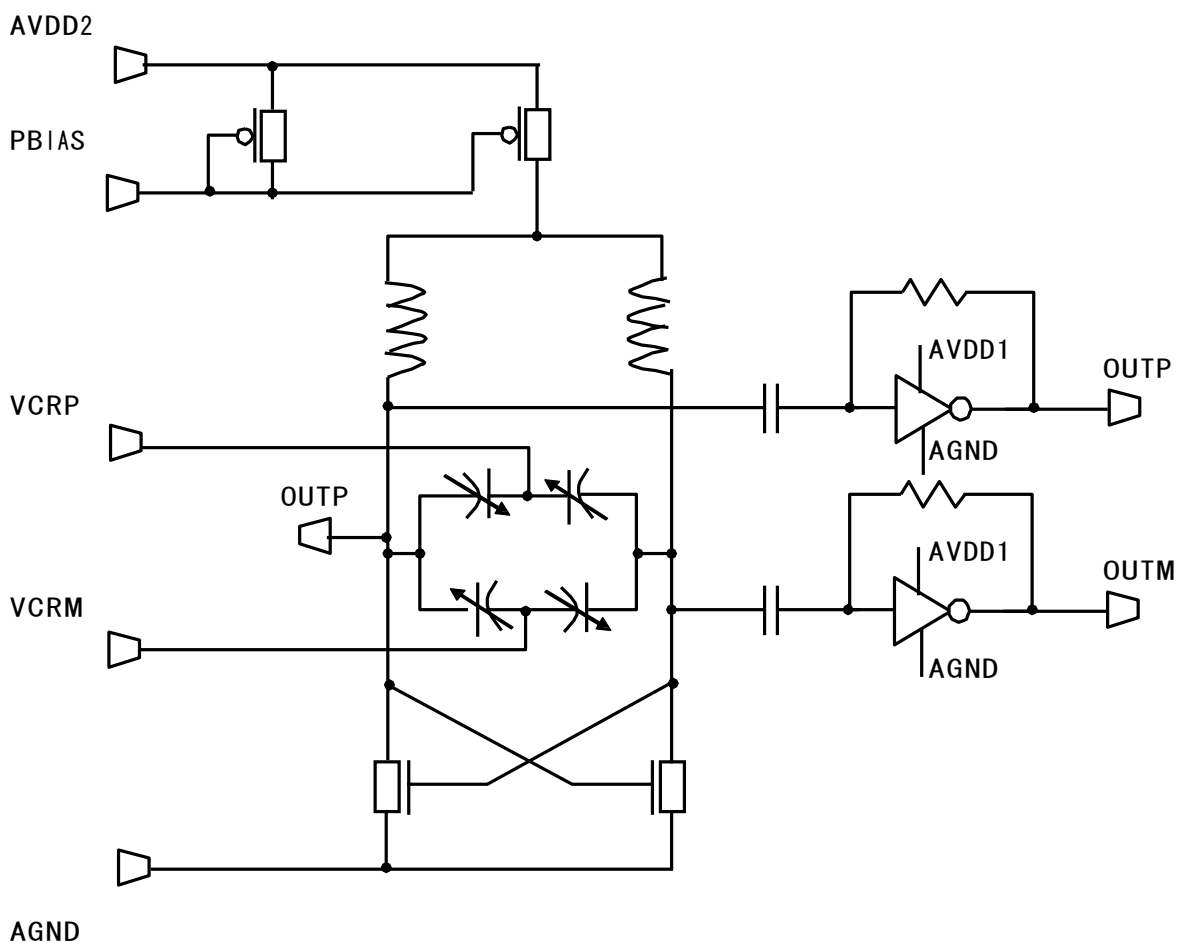 AVDD2
PBIAS
AVDD1
OUTP
VCRP
AGND
OUTP
AVDD1
OUTM
VCRM
AGND
AGND